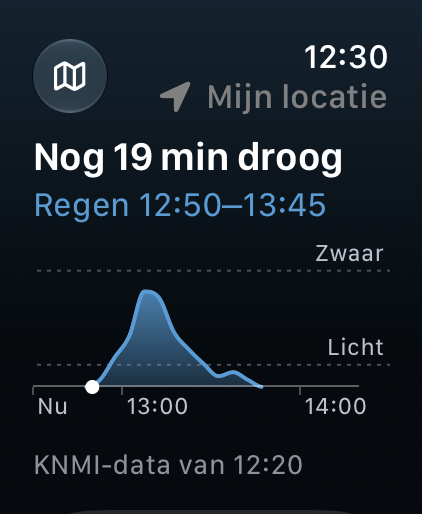 12:30
Mijn locatie
Nog 19 min droog
Regen 12:50–13:45
Zwaar
Licht
Nu 13:00 14:00
KNMI-data van 12:20